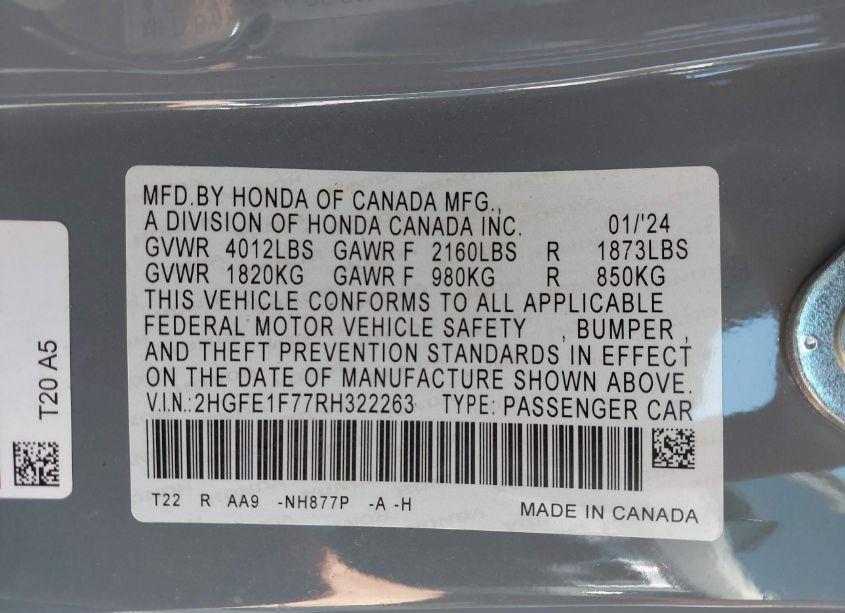 MFD.BY HONDA OF CANADA MFG.,
A DIVISION OF HONDA CANADA INC. 01/'24
GVWR 4012LBS GAWR F 2160LBS R 1873LBS
GVWR 1820KG GAWR F 980KG R 850KG
THIS VEHICLE CONFORMS TO ALL APPLICABLE
FEDERAL MOTOR VEHICLE SAFETY , BUMPER ,
AND THEFT PREVENTION STANDARDS IN EFFECT
ON THE DATE OF MANUFACTURE SHOWN ABOVE.
V.I.N.: 2HGFE1F77RH322263 TYPE: PASSENGER CAR
T22 R AA9 -NH877P -A -H MADE IN CANADA
T20 A5